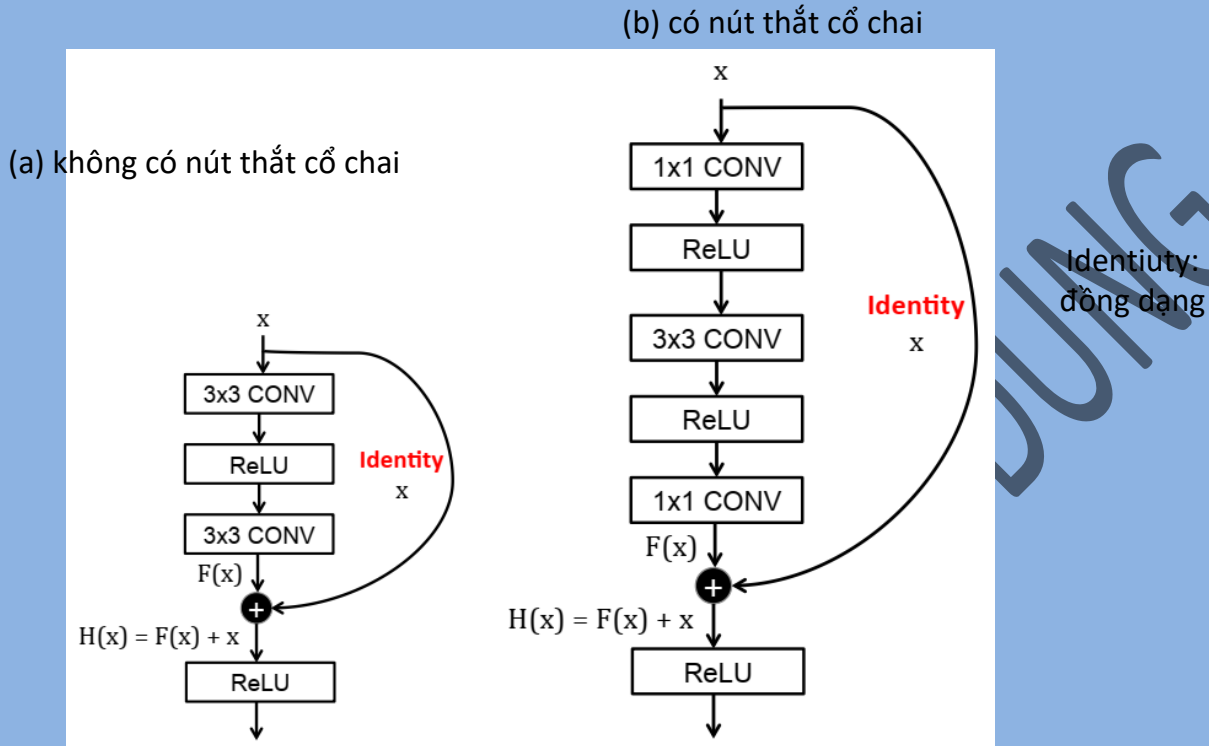 (b) có nút thắt cổ chai
(a) không có nút thắt cổ chai
x
3x3 CONV
ReLU
3x3 CONV
F(x)
+
H(x) = F(x) + x
ReLU
Identity
x
x
1x1 CONV
ReLU
3x3 CONV
ReLU
1x1 CONV
F(x)
+
H(x) = F(x) + x
ReLU
Identity
x
Identiuty:
đồng dạng
DUNG